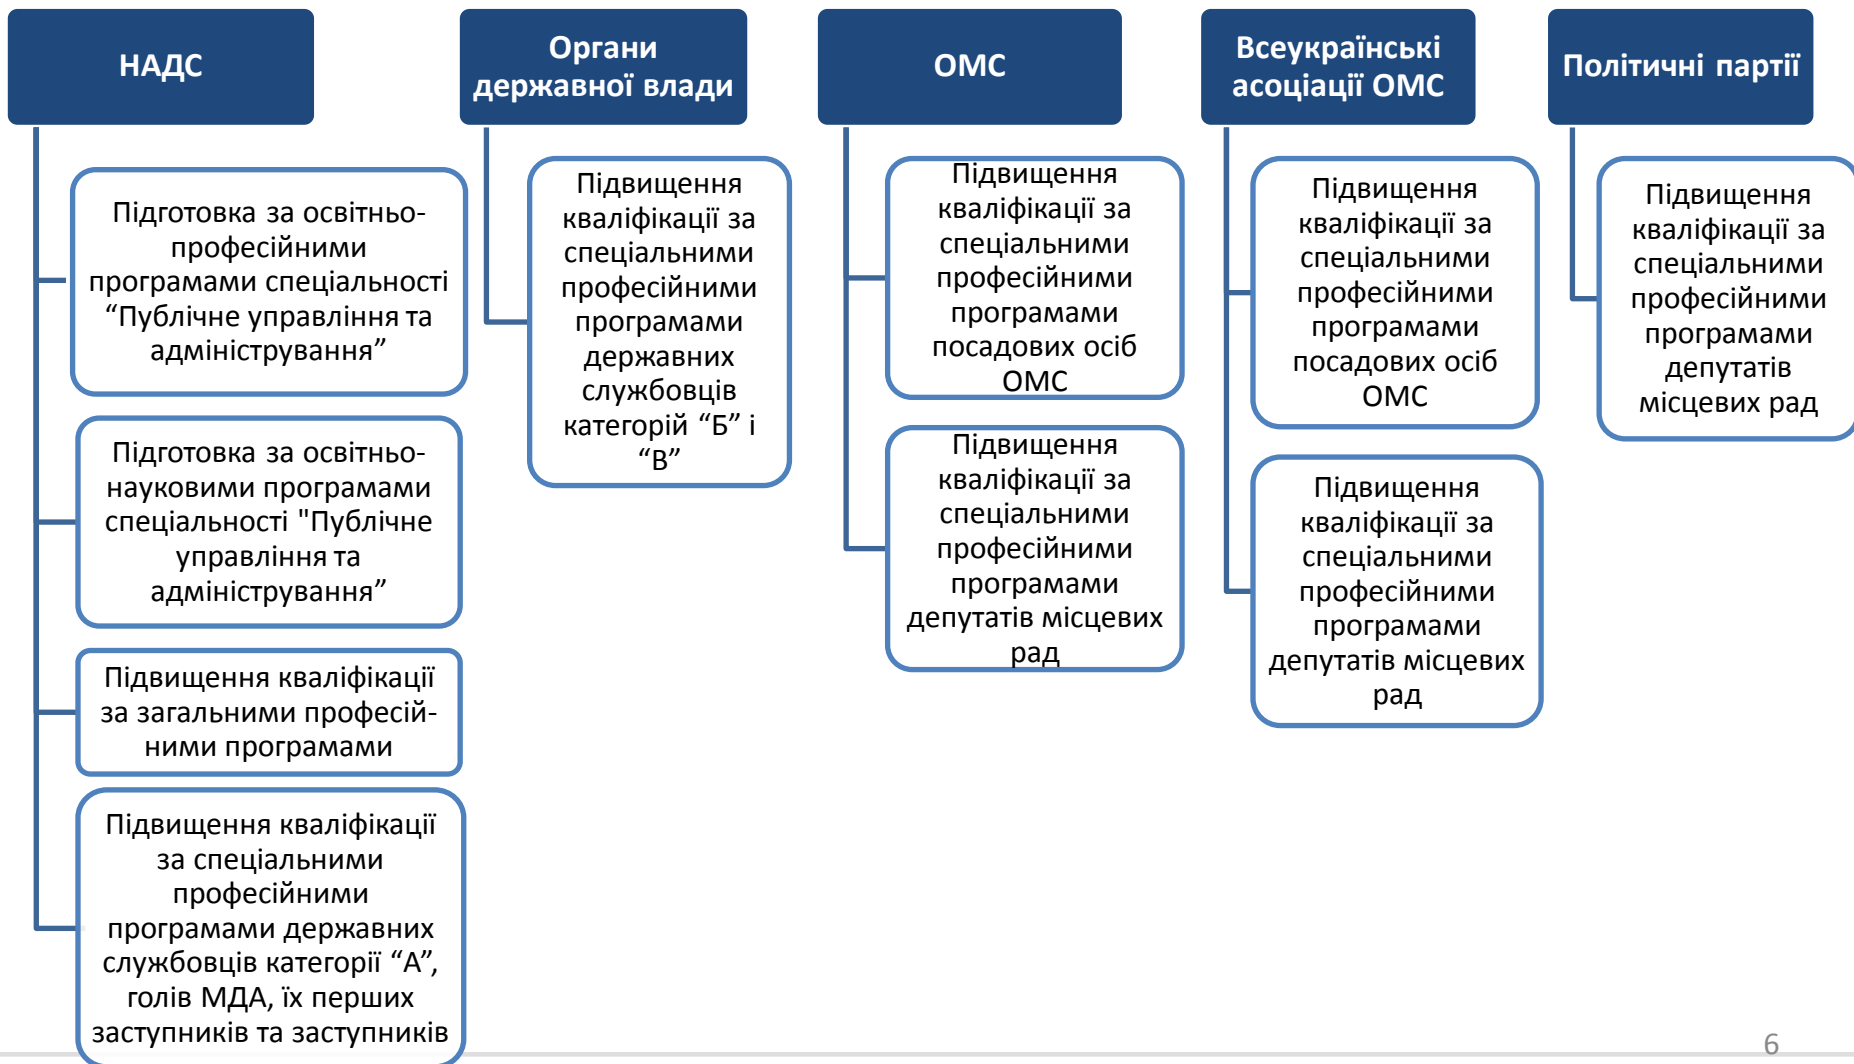 НАДС
Підготовка за освітньо-
професійними
програмами спеціальності
“Публічне управління та
адміністрування”
Підготовка за освітньо-
науковими програмами
спеціальності "Публічне
управління та
адміністрування”
Підвищення кваліфікації
за загальними професій-
ними програмами
Підвищення кваліфікації
за спеціальними
професійними
програмами державних
службовців категорії “А”,
голів МДА, їх перших
заступників та заступників
Органи
державної влади
Підвищення
кваліфікації за
спеціальними
професійними
програмами
державних
службовців
категорій “Б” і
“В”
ОМС
Підвищення
кваліфікації за
спеціальними
професійними
програмами
посадових осіб
ОМС
Підвищення
кваліфікації за
спеціальними
професійними
програмами
депутатів місцевих
рад
Всеукраїнські
асоціації ОМС
Підвищення
кваліфікації за
спеціальними
професійними
програмами
посадових осіб
ОМС
Підвищення
кваліфікації за
спеціальними
професійними
програмами
депутатів місцевих
рад
Політичні партії
Підвищення
кваліфікації за
спеціальними
професійними
програмами
депутатів
місцевих рад
6